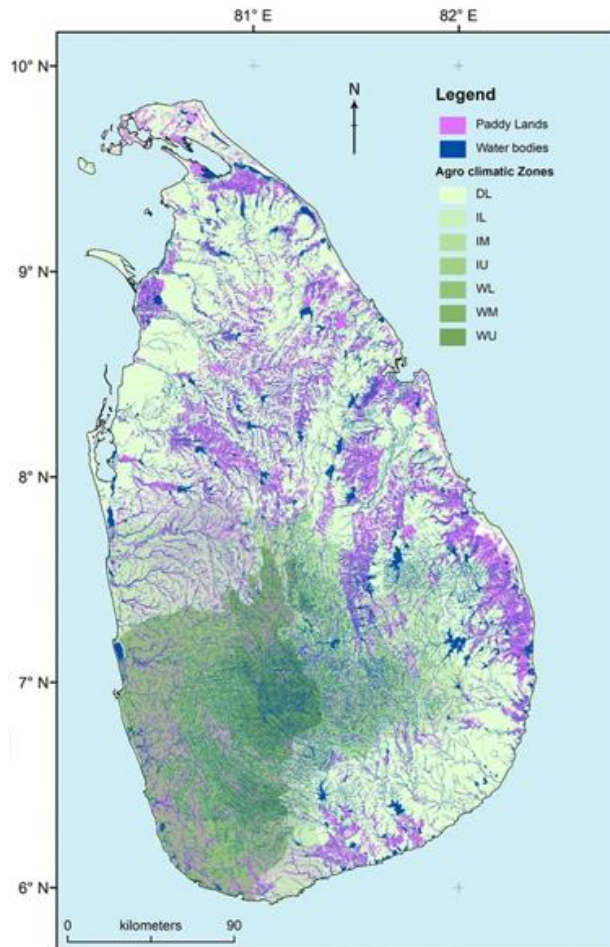 81° E
82° E
10° N
N
Legend
Paddy Lands
Water bodies
Agro climatic Zones
DL
IL
IM
IU
WL
WM
WU
9° N
8° N
7° N
6° N
0 kilometers 90